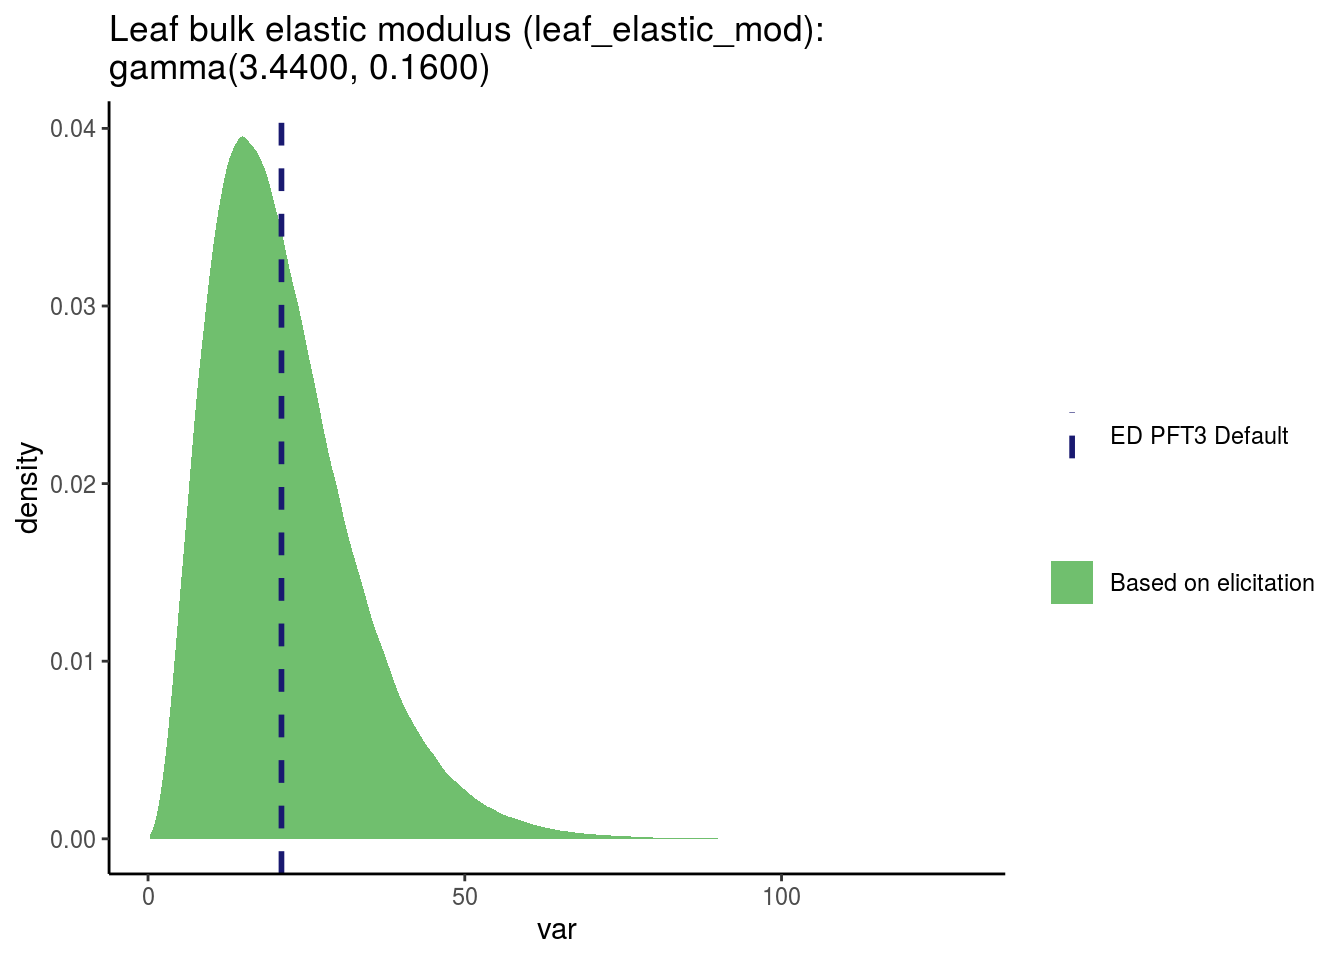 Leaf bulk elastic modulus (leaf_elastic_mod):
gamma(3.4400, 0.1600)
0.04
0.03
0.02
0.01
0.00
density
0
50
100
var
ED PFT3 Default
Based on elicitation